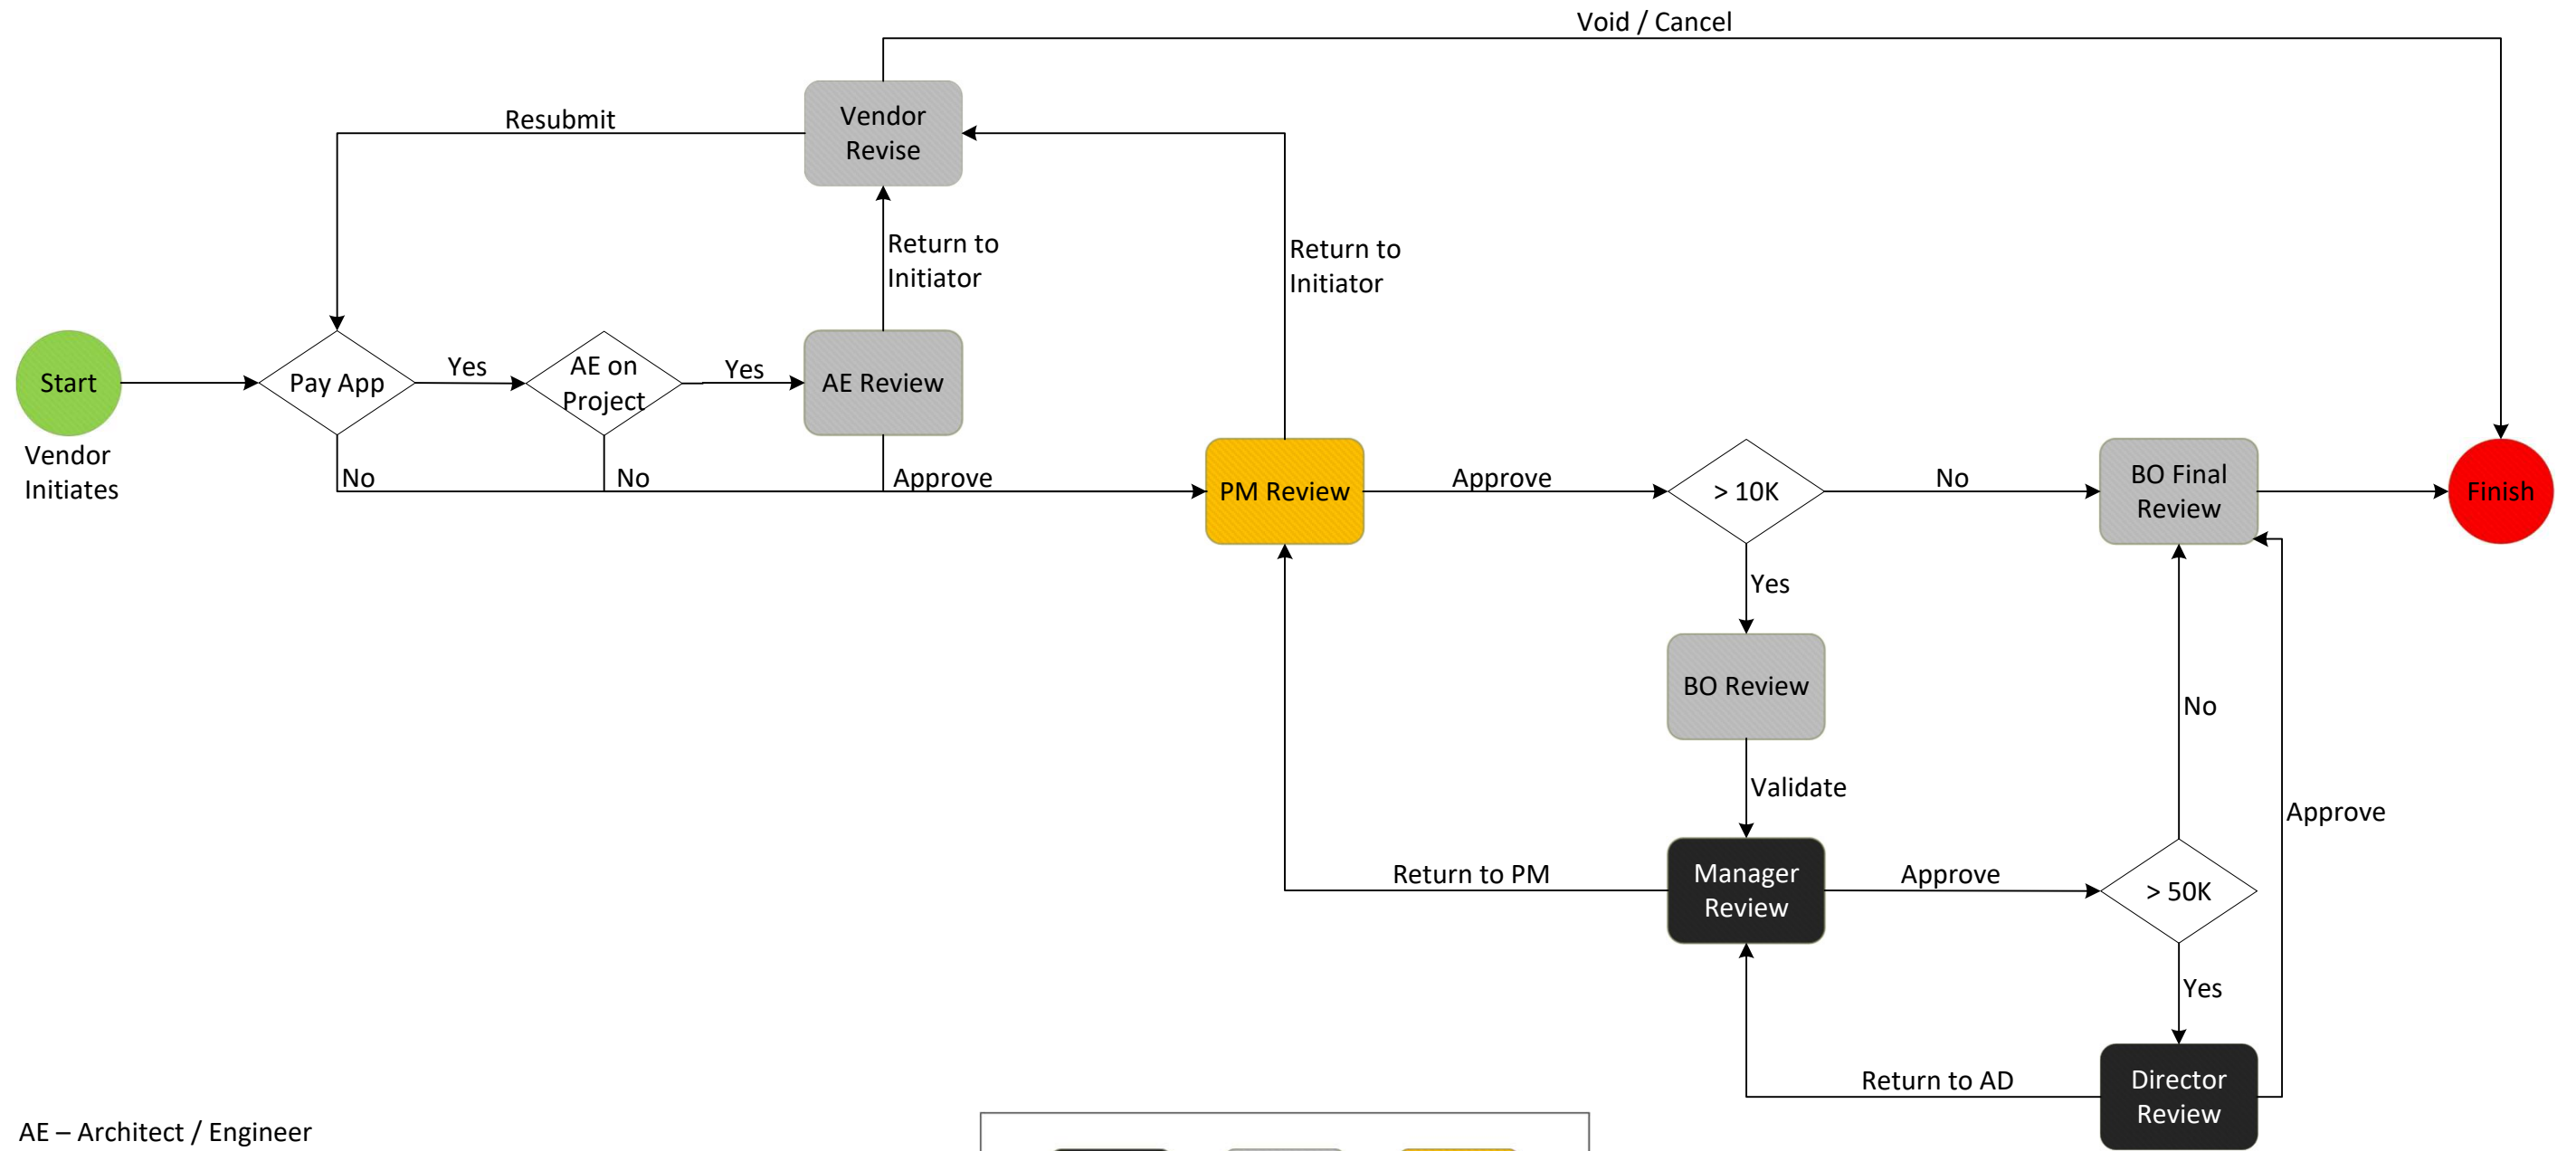 Void / Cancel
Vendor
Revise
Resubmit
Return to
Initiator
Return to
Initiator
Start
Vendor
Initiates
Pay App
Yes
AE on
Project
Yes
AE Review
No
No
Approve
PM Review
Approve
> 10K
No
BO Final
Review
Finish
Yes
BO Review
No
Validate
Approve
Return to PM
Manager
Review
Approve
> 50K
Yes
Return to AD
Director
Review
AE – Architect / Engineer